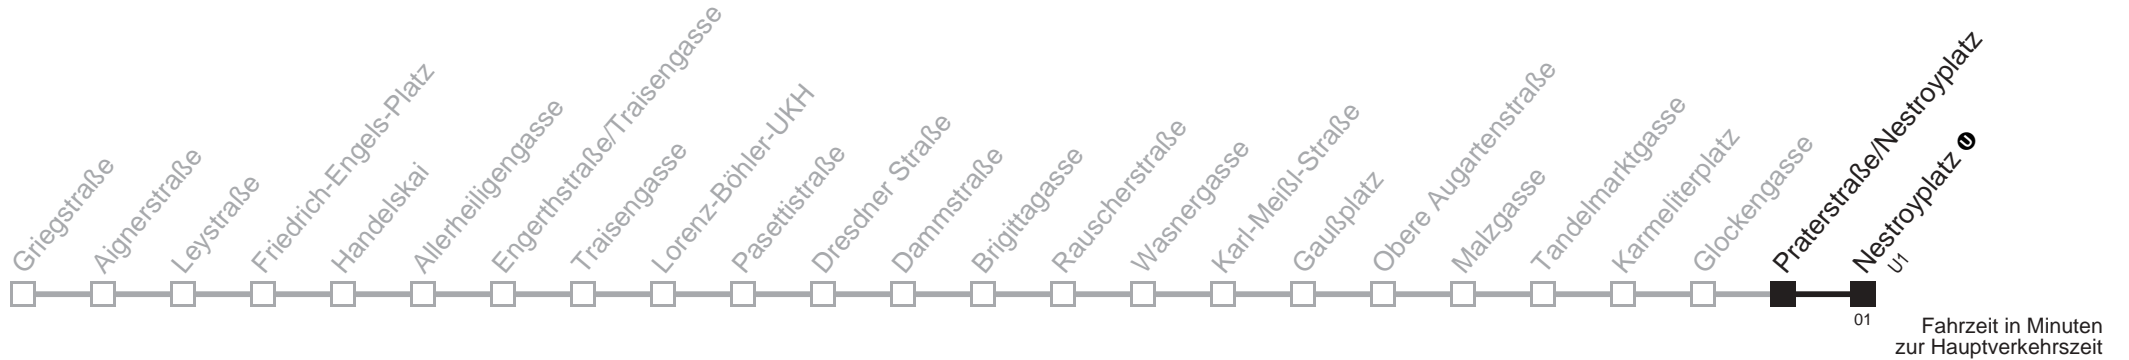 Griegstraße
Aignerstraße
Leystraße
Friedrich-Engels-Platz
Handelskai
Allerheiligengasse
Engerthstraße/Traisengasse
Traisengasse
Lorenz-Böhler-UKH
Pasettistraße
Dresdner Straße
Dammstraße
Brigittagasse
Rauscherstraße
Wasnergasse
Karl-Meißl-Straße
Gaußplatz
Obere Augartenstraße
Malzgasse
Tandelmarktgasse
Karmeliterplatz
Glockengasse
Praterstraße/Nestroyplatz
Nestroyplatz U
U1
01
Fahrzeit in Minuten
zur Hauptverkehrszeit